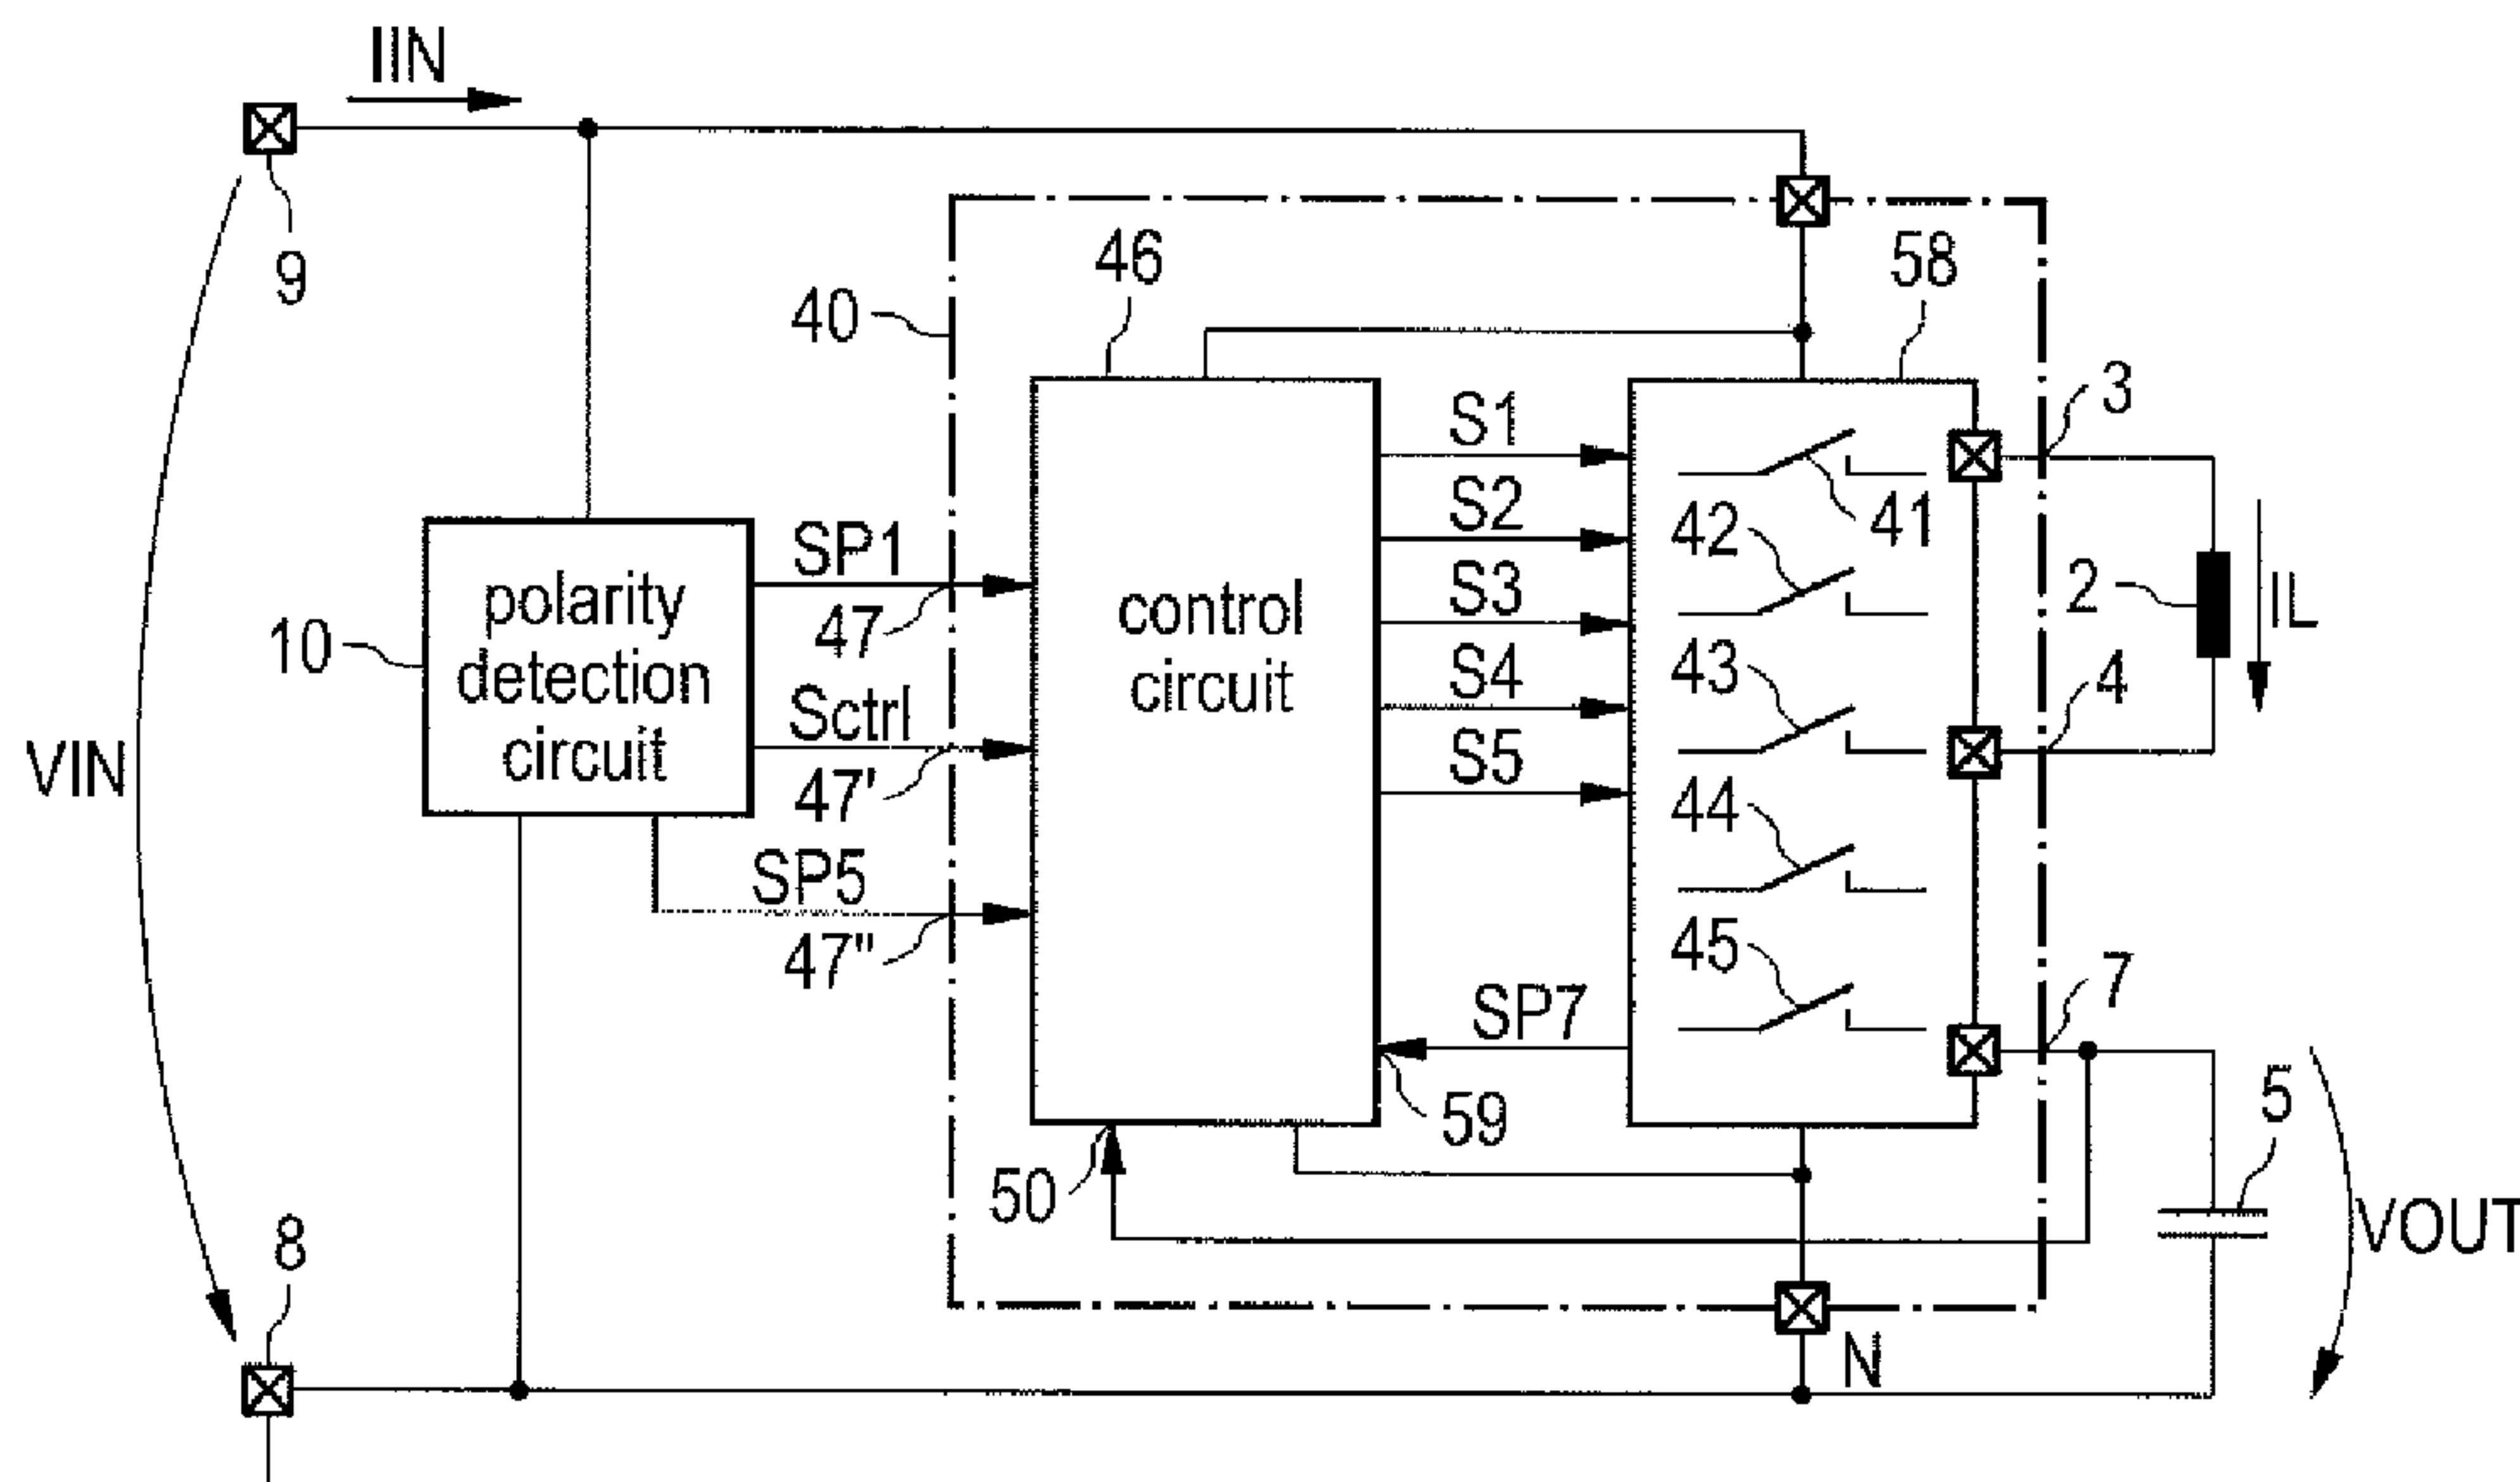 IIN
9
46
58
40
3
S1
41
S2
42
SP1
S3
2
IL
polarity
detection
circuit
10
47
control
circuit
43
S4
4
Sctrl
VIN
47'
S5
44
SP5
47"
45
7
SP7
59
5
50
8
VOUT
N